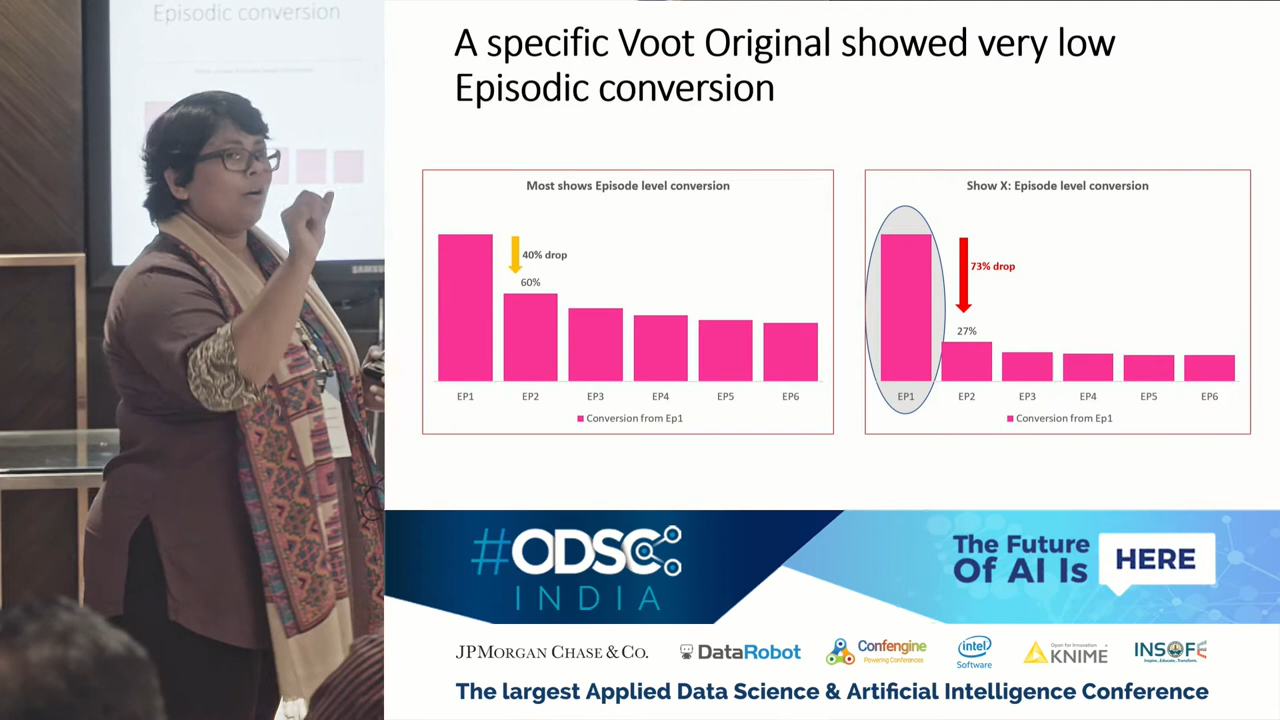 Episodic conversion
SAMSUNG
A specific Voot Original showed very low
Episodic conversion
Most shows Episode level conversion
40% drop
60%
EP1 EP2 EP3 EP4 EP5 EP6
Conversion from Ep1
Show X: Episode level conversion
73% drop
27%
EP1 EP2 EP3 EP4 EP5 EP6
Conversion from Ep1
#ODSC
INDIA
The Future
Of AI Is HERE
JPMORGAN CHASE & CO.
DataRobot
Confengine
Powering Conferences
intel
Software
Open for Innovation
KNIME
INSOFE
Inspire...Educate...Transform.
The largest Applied Data Science & Artificial Intelligence Conference